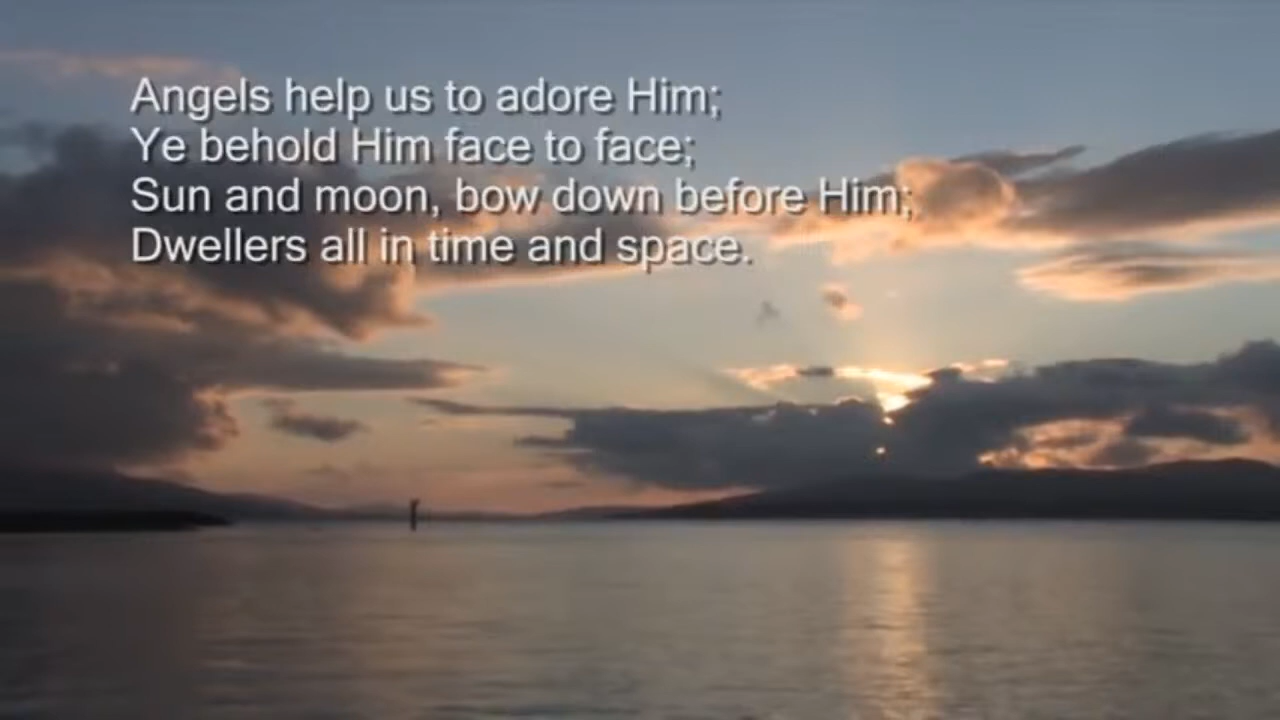 Angels help us to adore Him;
Ye behold Him face to face;
Sun and moon, bow down before Him;
Dwellers all in time and space.